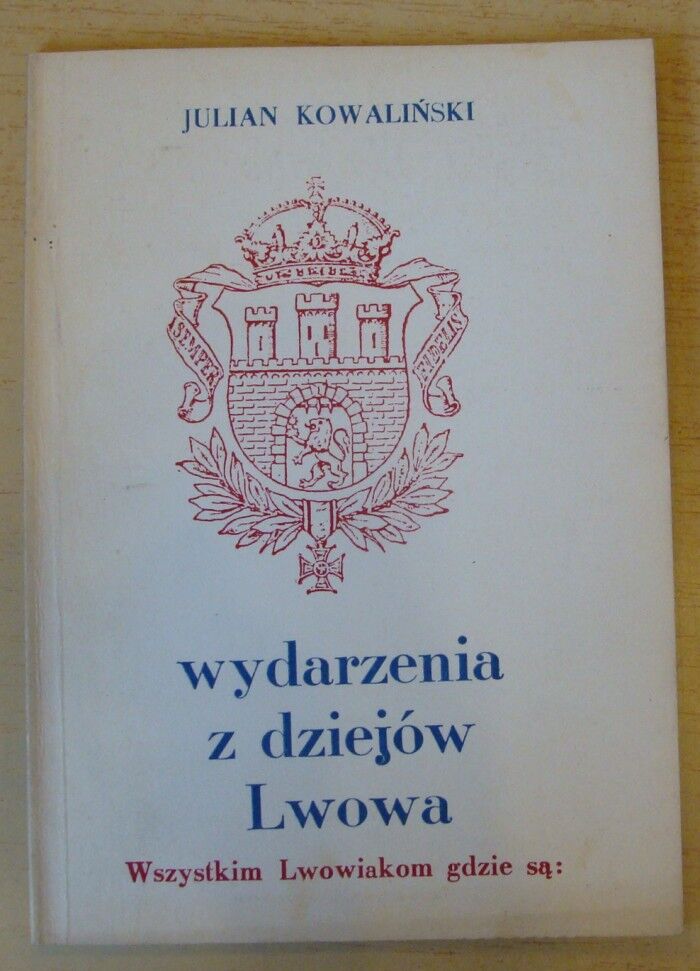 JULIAN KOWALIŃSKI
SEMPER
FIDELIS
wydarzenia
z dziejów
Lwowa
Wszystkim Lwowiakom gdzie są: